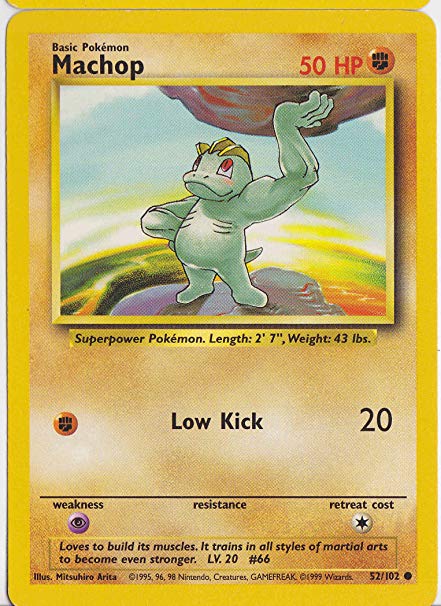 Basic Pokémon
Machop 50 HP
Superpower Pokémon. Length: 2' 7", Weight: 43 lbs.
Low Kick 20
weakness resistance retreat cost
Loves to build its muscles. It trains in all styles of martial arts
to become even stronger. LV. 20 #66
Illus. Mitsuhiro Arita ©1995, 96, 98 Nintendo, Creatures, GAMEFREAK. ©1999 Wizards. 52/102 ●